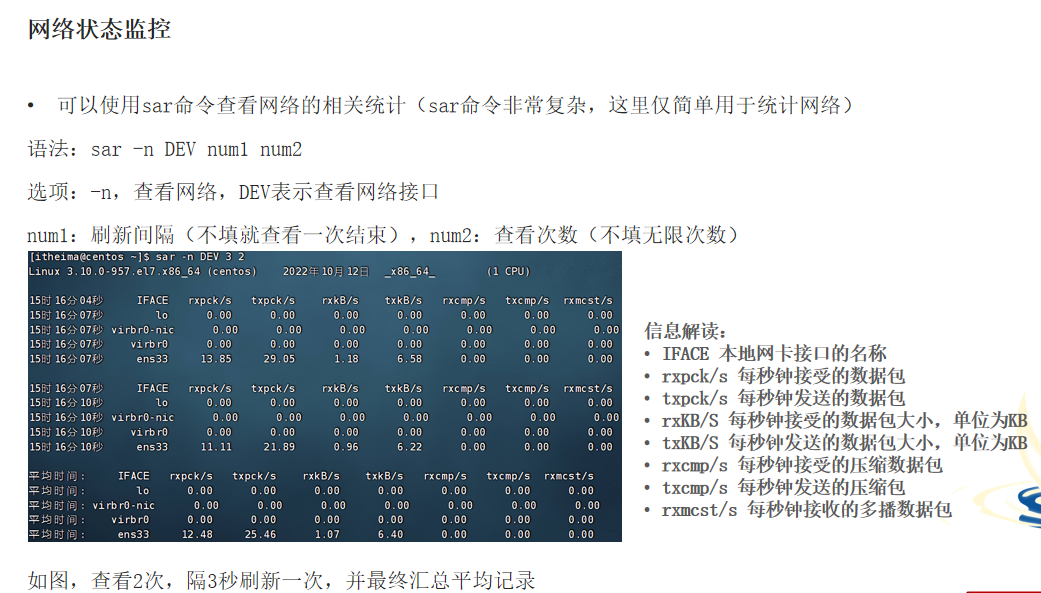 网络状态监控
• 可以使用sar命令查看网络的相关统计（sar命令非常复杂，这里仅简单用于统计网络）
语法：sar -n DEV num1 num2
选项：-n，查看网络，DEV表示查看网络接口
num1：刷新间隔（不填就查看一次结束），num2：查看次数（不填无限次数）
[itheima@centos ~]$ sar -n DEV 3 2
Linux 3.10.0-957.el7.x86_64 (centos) 2022年10月12日 _x86_64_ (1 CPU)
15时16分04秒 IFACE rxpck/s txpck/s rxkB/s txkB/s rxcmp/s txcmp/s rxmcst/s
15时16分07秒 lo 0.00 0.00 0.00 0.00 0.00 0.00 0.00
15时16分07秒 virbr0-nic 0.00 0.00 0.00 0.00 0.00 0.00 0.00
15时16分07秒 virbr0 0.00 0.00 0.00 0.00 0.00 0.00 0.00
15时16分07秒 ens33 13.85 29.05 1.18 6.58 0.00 0.00 0.00
15时16分07秒 IFACE rxpck/s txpck/s rxkB/s txkB/s rxcmp/s txcmp/s rxmcst/s
15时16分10秒 lo 0.00 0.00 0.00 0.00 0.00 0.00 0.00
15时16分10秒 virbr0-nic 0.00 0.00 0.00 0.00 0.00 0.00 0.00
15时16分10秒 virbr0 0.00 0.00 0.00 0.00 0.00 0.00 0.00
15时16分10秒 ens33 11.11 21.89 0.96 6.22 0.00 0.00 0.00
平均时间： IFACE rxpck/s txpck/s rxkB/s txkB/s rxcmp/s txcmp/s rxmcst/s
平均时间： lo 0.00 0.00 0.00 0.00 0.00 0.00 0.00
平均时间： virbr0-nic 0.00 0.00 0.00 0.00 0.00 0.00 0.00
平均时间： virbr0 0.00 0.00 0.00 0.00 0.00 0.00 0.00
平均时间： ens33 12.48 25.46 1.07 6.40 0.00 0.00 0.00
信息解读：
• IFACE 本地网卡接口的名称
• rxpck/s 每秒钟接受的数据包
• txpck/s 每秒钟发送的数据包
• rxKB/S 每秒钟接受的数据包大小，单位为KB
• txKB/S 每秒钟发送的数据包大小，单位为KB
• rxcmp/s 每秒钟接受的压缩数据包
• txcmp/s 每秒钟发送的压缩包
• rxmcst/s 每秒钟接收的多播数据包
如图，查看2次，隔3秒刷新一次，并最终汇总平均记录